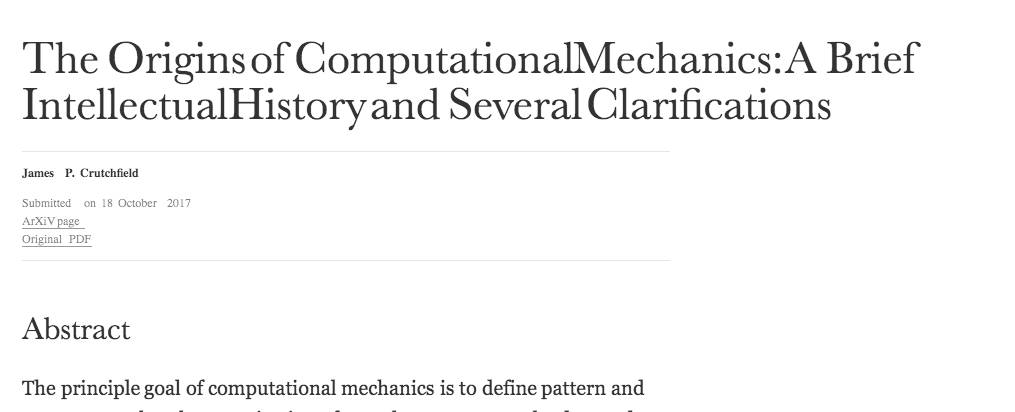 The Origins of Computational Mechanics: A Brief
Intellectual History and Several Clarifications
James P. Crutchfield
Submitted on 18 October 2017
ArXiV page
Original PDF
Abstract
The principle goal of computational mechanics is to define pattern and